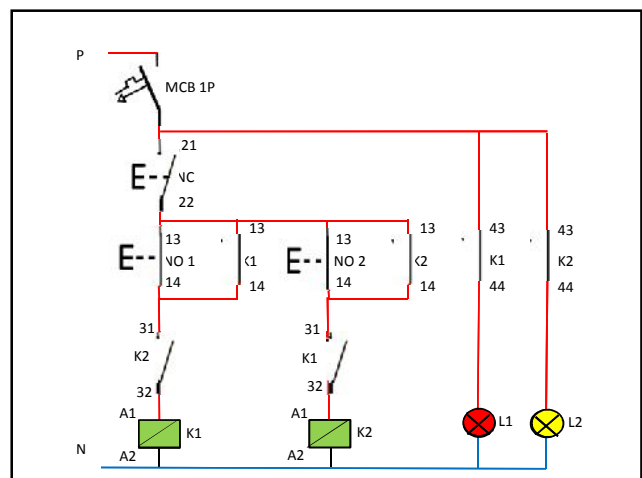 P
MCB 1P
21
NC
22
13 13 13 13 43 43
NO 1 K1 NO 2 K2 K1 K2
14 14 14 14 44 44
31 31
K2 K1
32 32
A1 K1 A1 K2 L1 L2
A2 A2
N